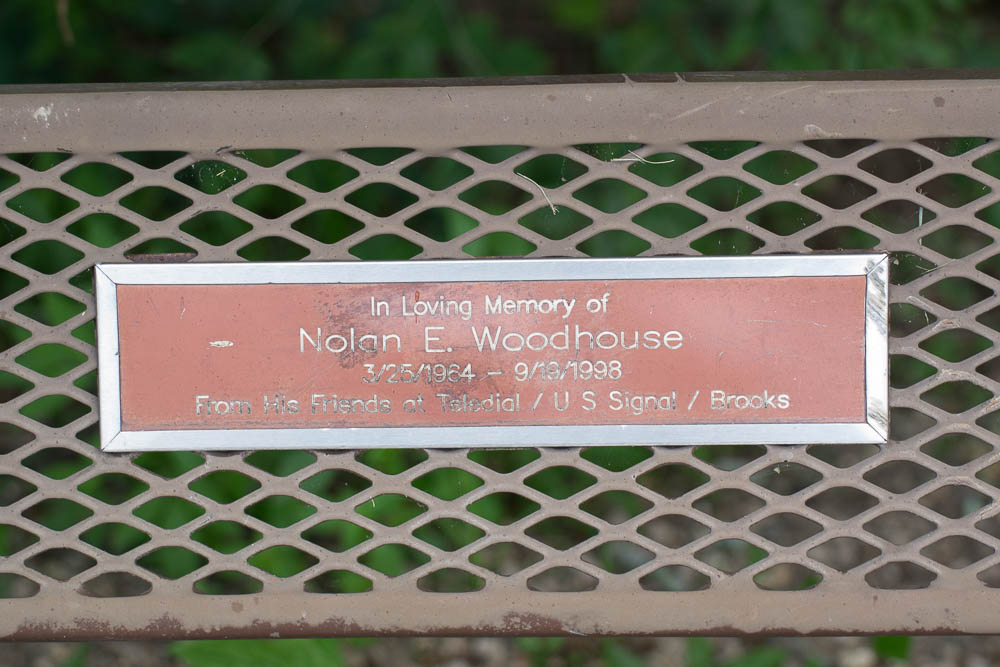 In Loving Memory of
Nolan E. Woodhouse
3/25/1964 - 9/19/1998
From His Friends at Teledial / U S Signal / Brooks